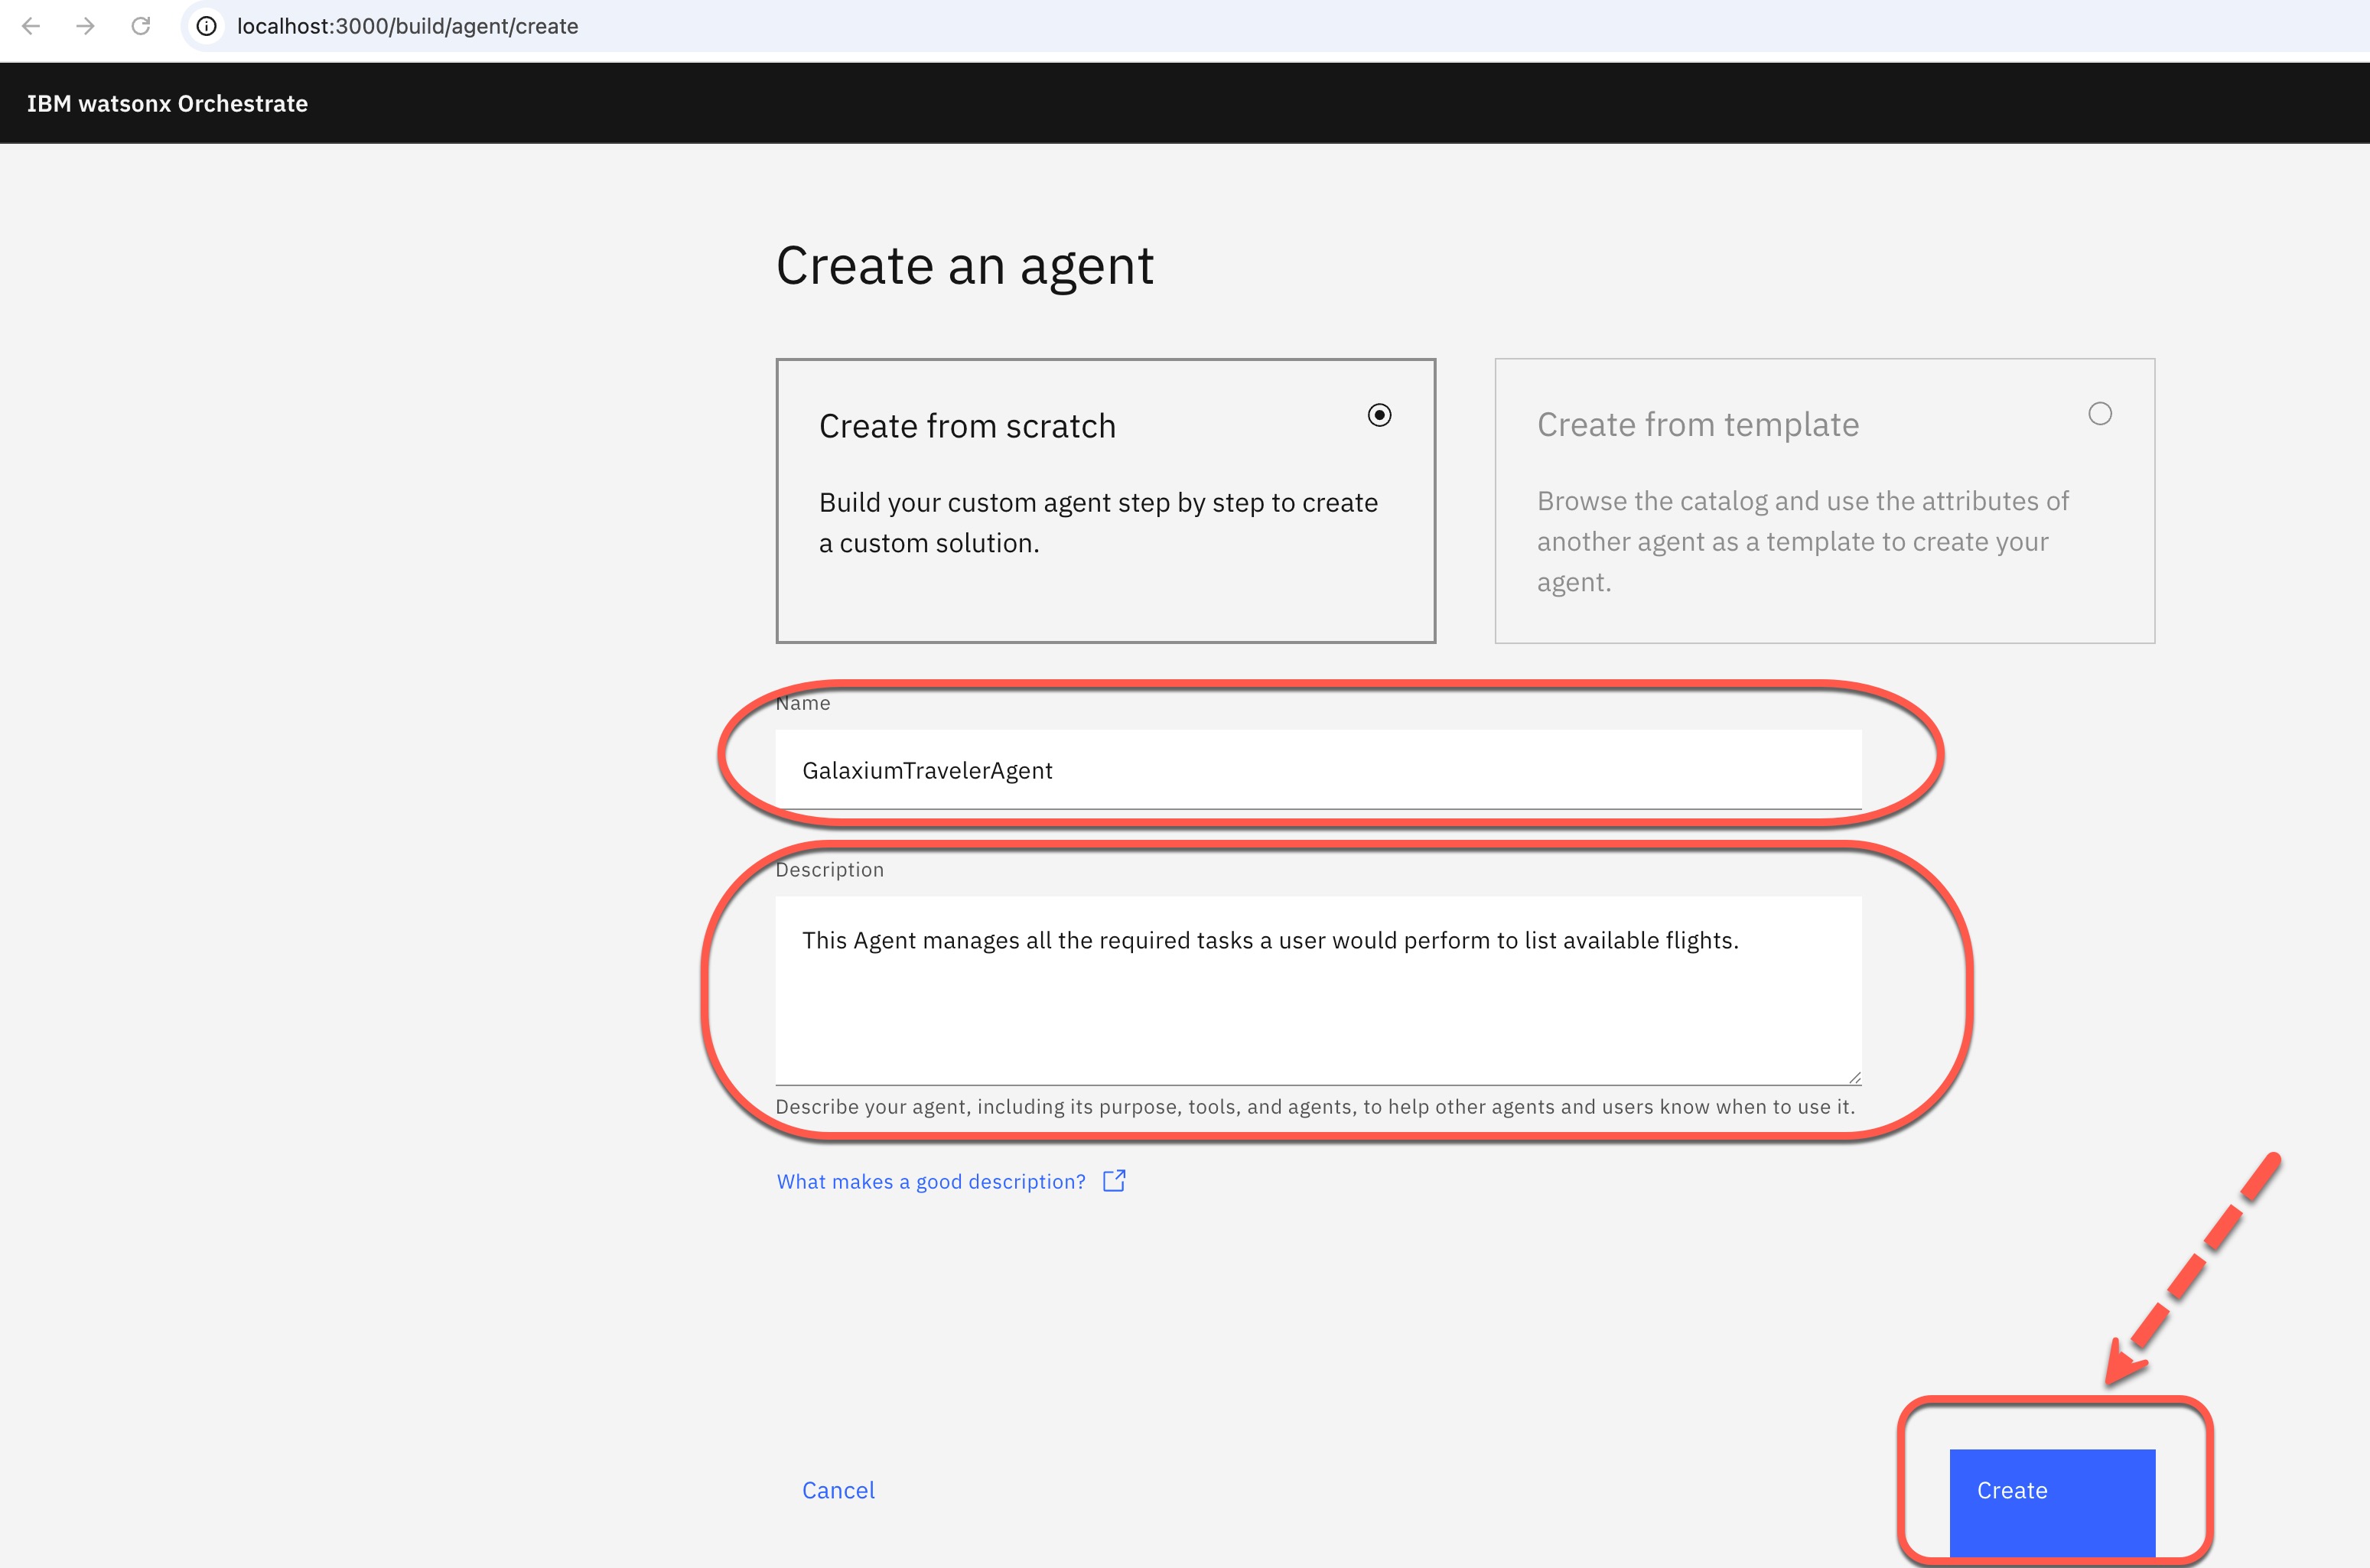 localhost:3000/build/agent/create
IBM watsonx Orchestrate
Create an agent
Create from scratch
Build your custom agent step by step to create
a custom solution.
Create from template
Browse the catalog and use the attributes of
another agent as a template to create your
agent.
Name
GalaxiumTravelerAgent
Description
This Agent manages all the required tasks a user would perform to list available flights.
Describe your agent, including its purpose, tools, and agents, to help other agents and users know when to use it.
What makes a good description?
Cancel
Create